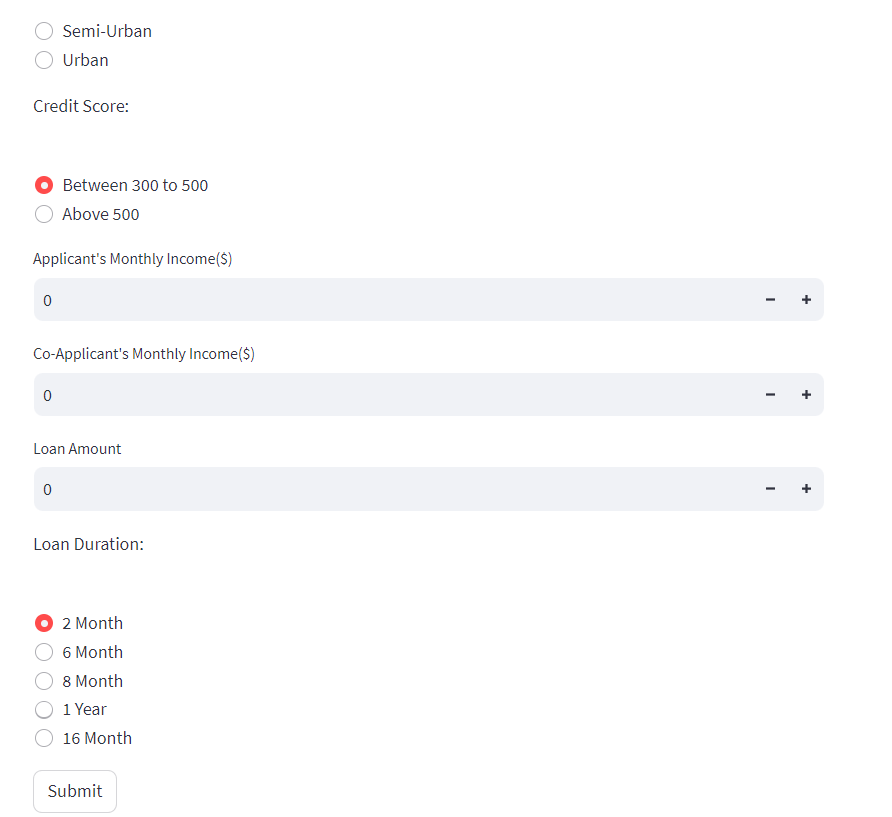 Semi-Urban
Urban
Credit Score:
Between 300 to 500
Above 500
Applicant's Monthly Income($)
0
Co-Applicant's Monthly Income($)
0
Loan Amount
0
Loan Duration:
2 Month
6 Month
8 Month
1 Year
16 Month
Submit